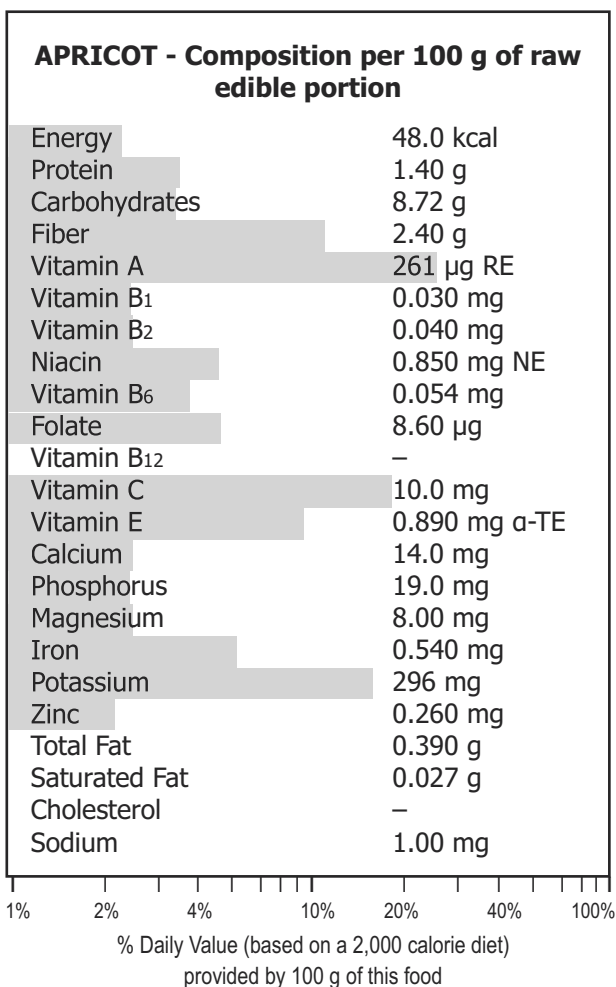 APRICOT - Composition per 100 g of raw
edible portion
Energy 48.0 kcal
Protein 1.40 g
Carbohydrates 8.72 g
Fiber 2.40 g
Vitamin A 261 µg RE
Vitamin B1 0.030 mg
Vitamin B2 0.040 mg
Niacin 0.850 mg NE
Vitamin B6 0.054 mg
Folate 8.60 µg
Vitamin B12 –
Vitamin C 10.0 mg
Vitamin E 0.890 mg α-TE
Calcium 14.0 mg
Phosphorus 19.0 mg
Magnesium 8.00 mg
Iron 0.540 mg
Potassium 296 mg
Zinc 0.260 mg
Total Fat 0.390 g
Saturated Fat 0.027 g
Cholesterol –
Sodium 1.00 mg
1% 2% 4% 10% 20% 40% 100%
% Daily Value (based on a 2,000 calorie diet)
provided by 100 g of this food